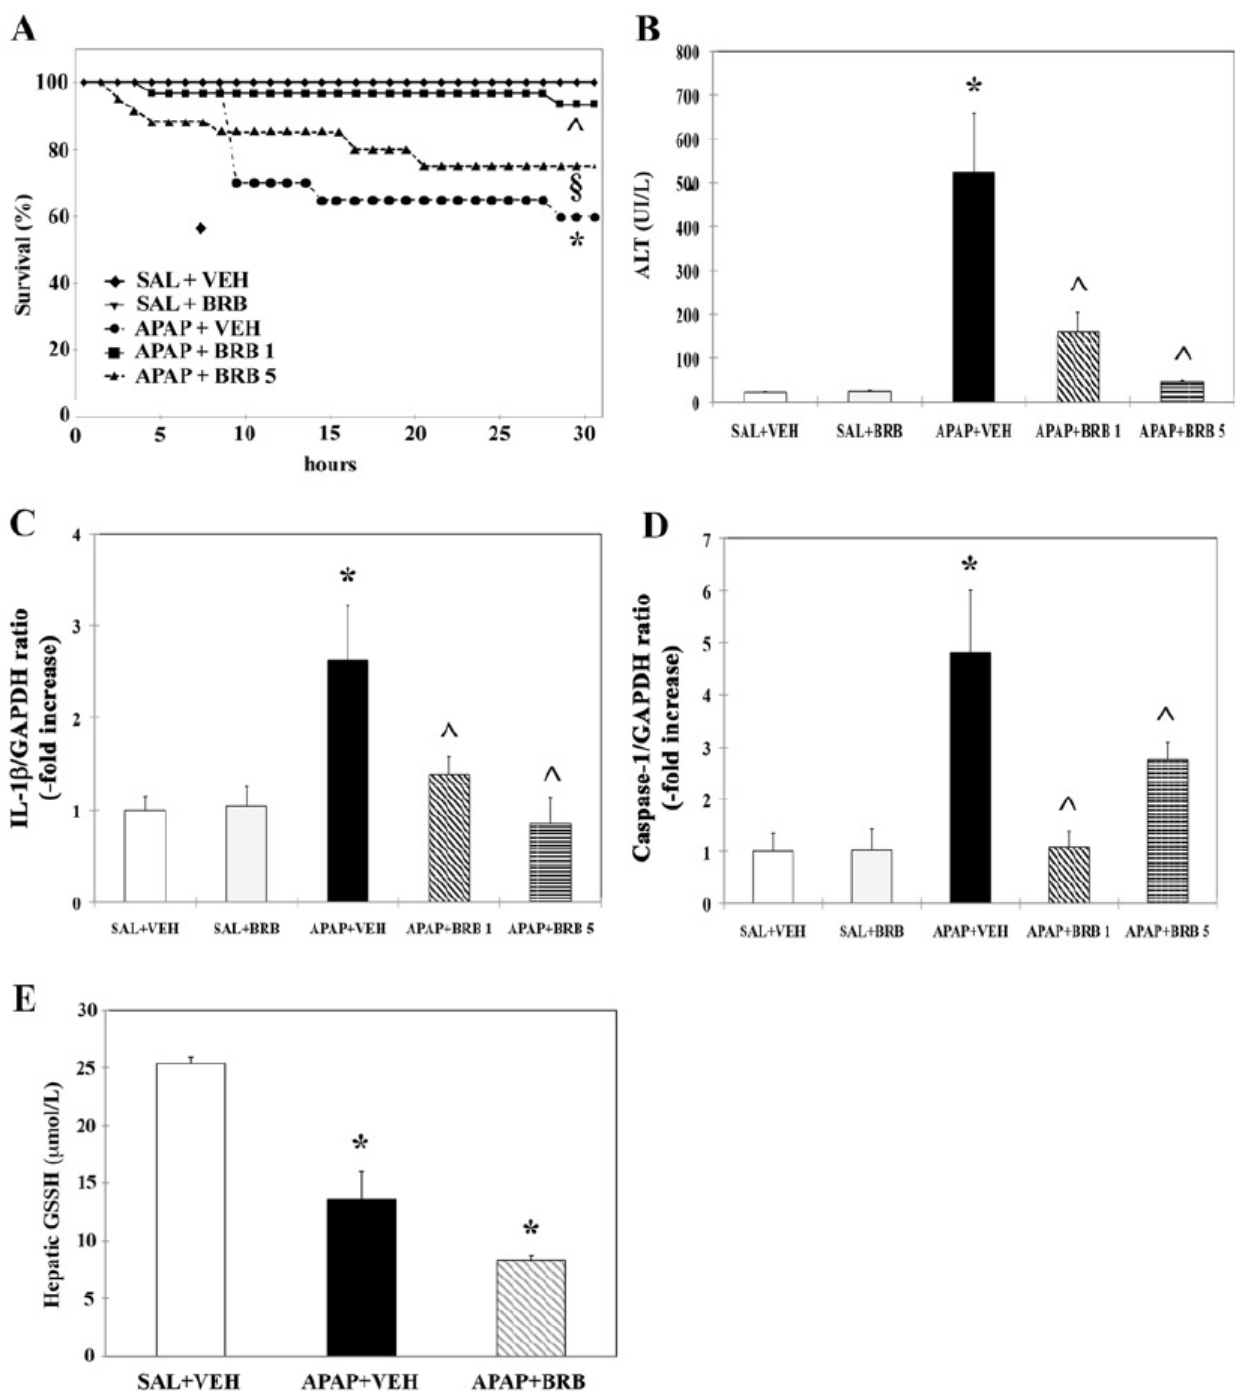 A
100
80
60
40
20
0
Survival (%)
0 5 10 15 20 25 30
hours
^
§
*
SAL + VEH
SAL + BRB
APAP + VEH
APAP + BRB 1
APAP + BRB 5
B
800
700
600
500
400
300
200
100
0
ALT (UI/L)
*
^
^
SAL+VEH SAL+BRB APAP+VEH APAP+BRB 1 APAP+BRB 5
C
4
3
2
1
0
IL-1β/GAPDH ratio
(-fold increase)
*
^
^
SAL+VEH SAL+BRB APAP+VEH APAP+BRB 1 APAP+BRB 5
D
7
6
5
4
3
2
1
0
Caspase-1/GAPDH ratio
(-fold increase)
*
^
^
SAL+VEH SAL+BRB APAP+VEH APAP+BRB 1 APAP+BRB 5
E
30
25
20
15
10
5
0
Hepatic GSSH (μmol/L)
*
*
SAL+VEH APAP+VEH APAP+BRB